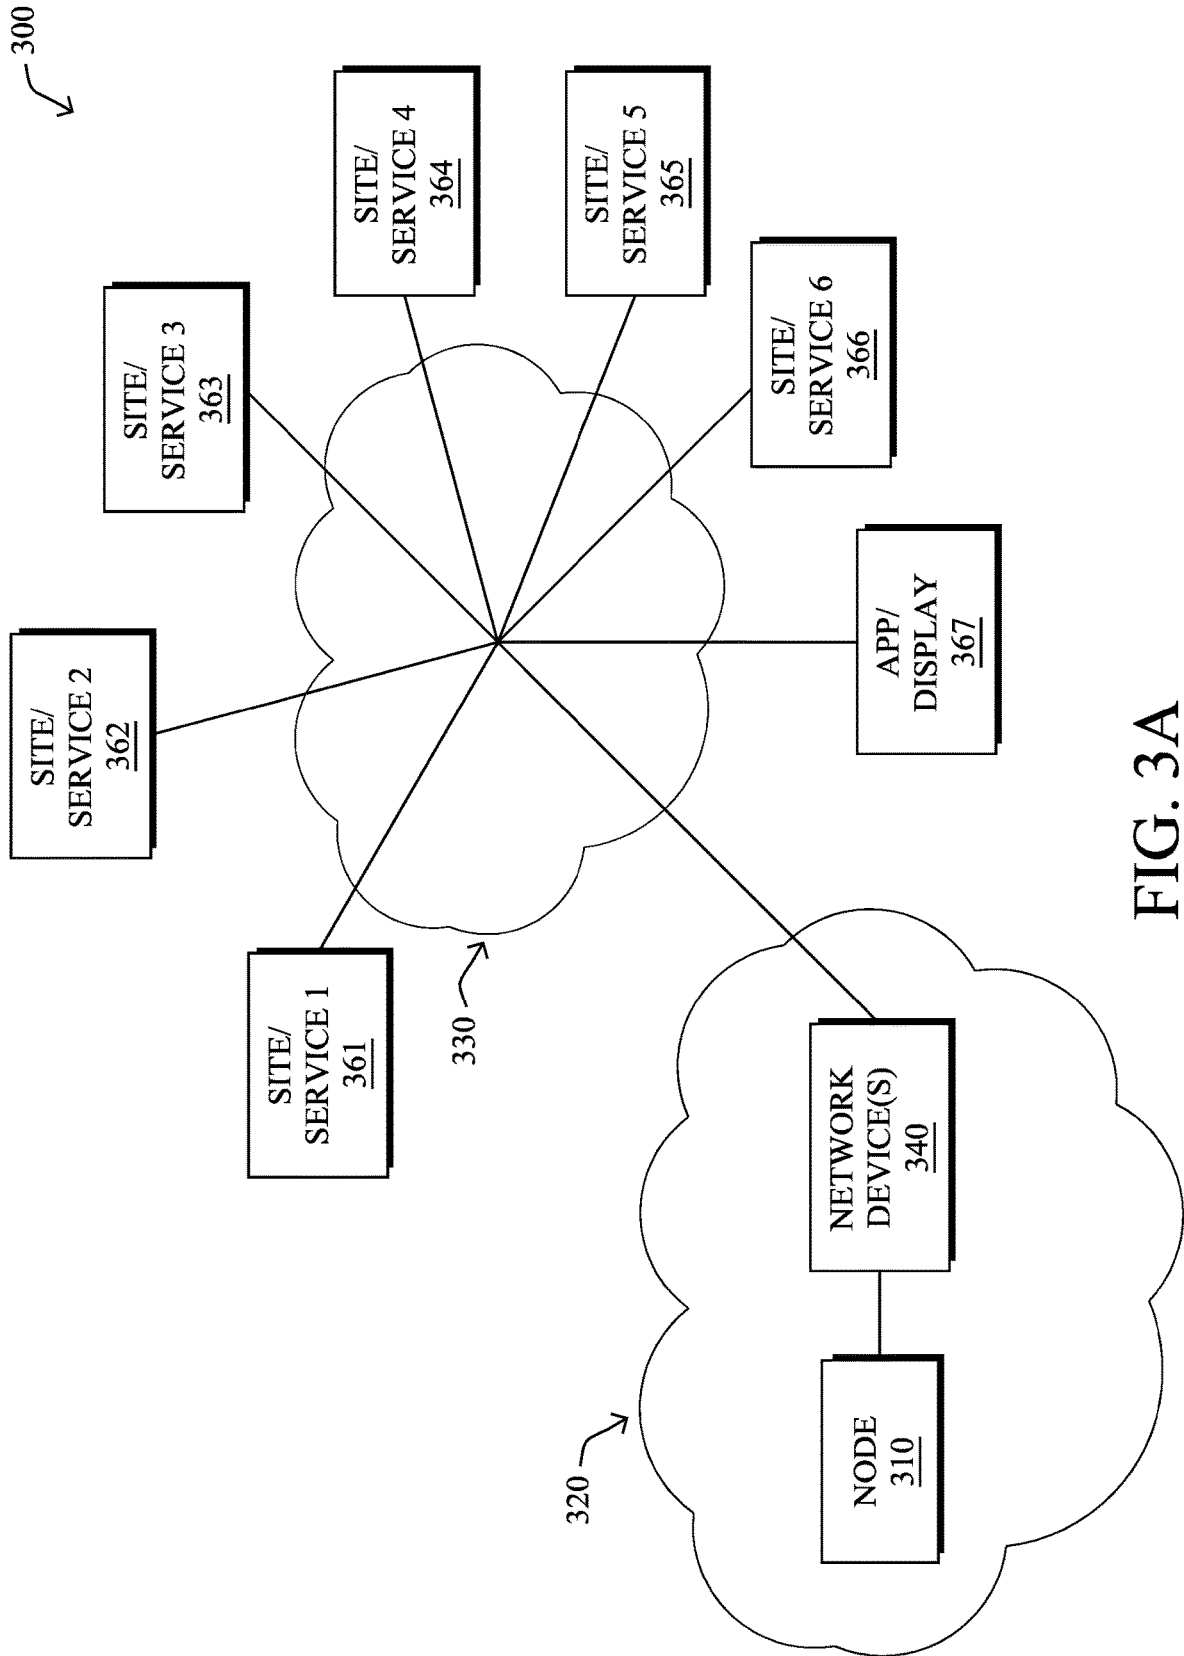 300
SITE/
SERVICE 1
361
SITE/
SERVICE 2
362
SITE/
SERVICE 3
363
SITE/
SERVICE 4
364
SITE/
SERVICE 5
365
SITE/
SERVICE 6
366
APP/
DISPLAY
367
330
320
NODE
310
NETWORK
DEVICE(S)
340
FIG. 3A